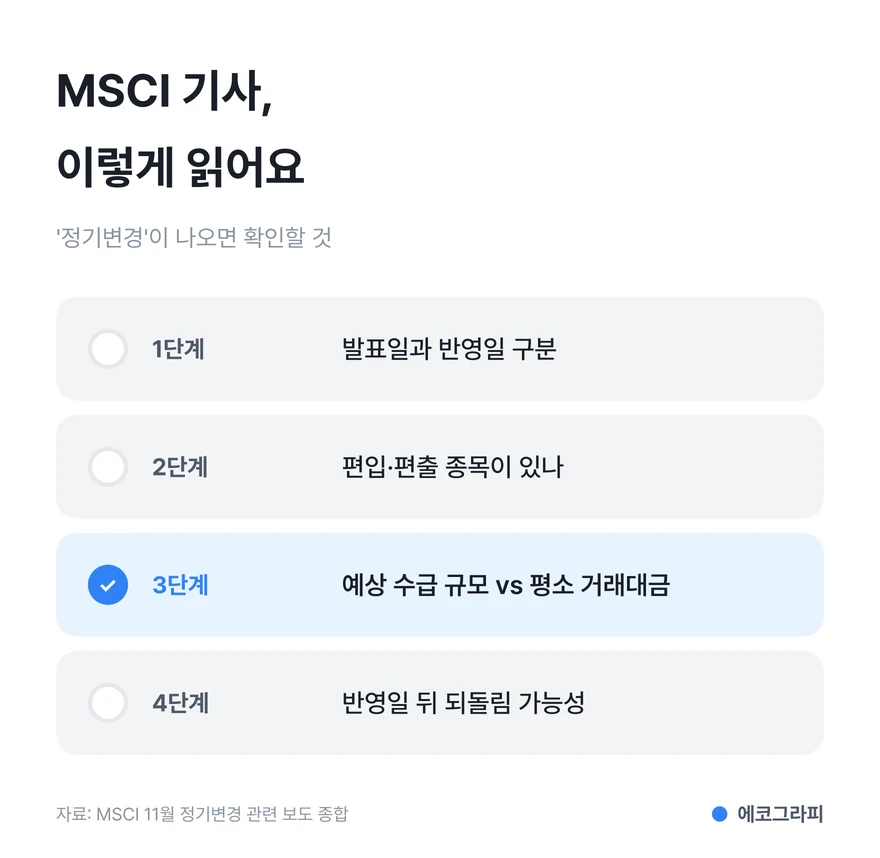 MSCI 기사,
이렇게 읽어요
'정기변경'이 나오면 확인할 것
1단계 발표일과 반영일 구분
2단계 편입·편출 종목이 있나
3단계 예상 수급 규모 vs 평소 거래대금
4단계 반영일 뒤 되돌림 가능성
자료: MSCI 11월 정기변경 관련 보도 종합
에코그라피